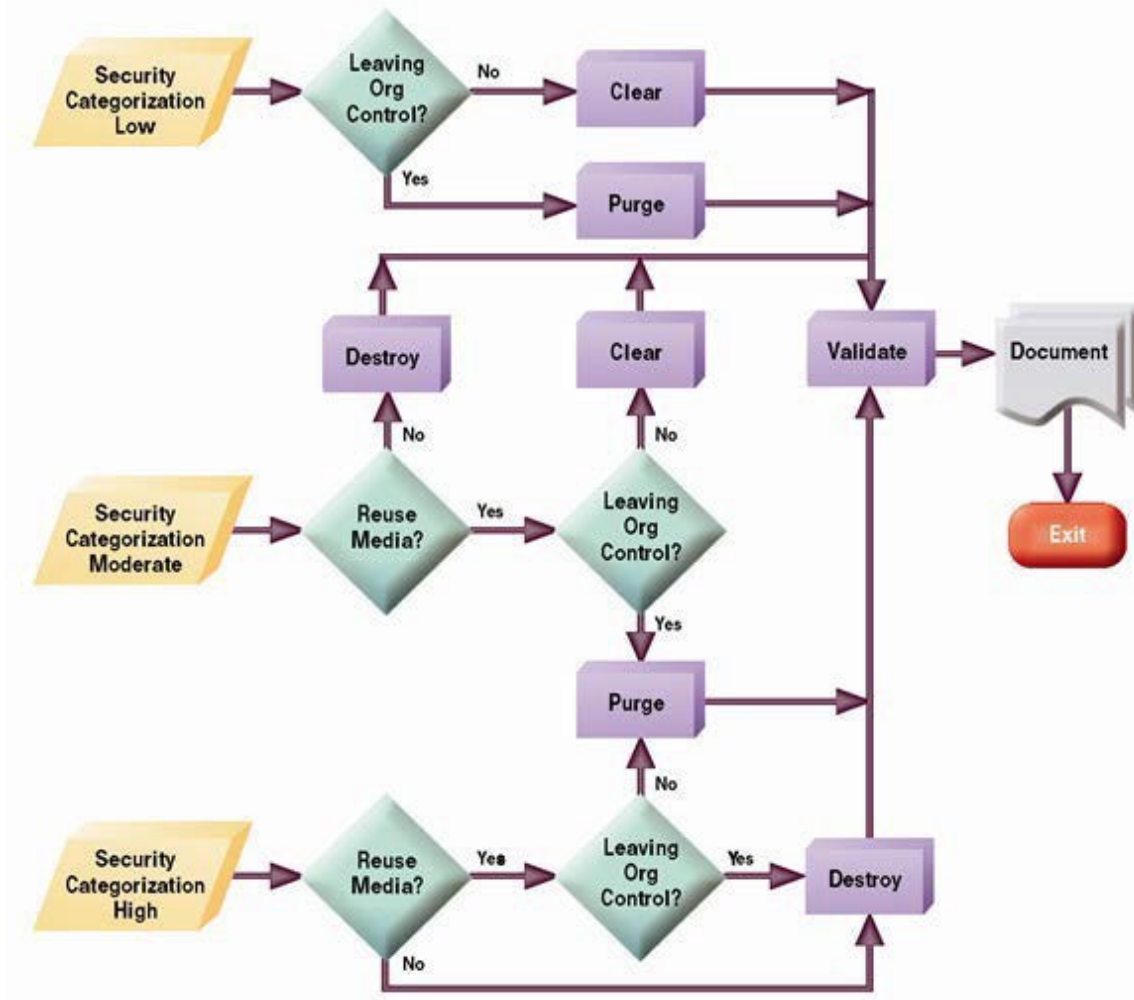 Security
Categorization
Low
Leaving
Org
Control?
No
Clear
Yes
Purge
Destroy
Clear
Validate
Document
No
No
Security
Categorization
Moderate
Reuse
Media?
Yes
Leaving
Org
Control?
Exit
Yes
Purge
No
Security
Categorization
High
Reuse
Media?
Yes
Leaving
Org
Control?
Yes
Destroy
No